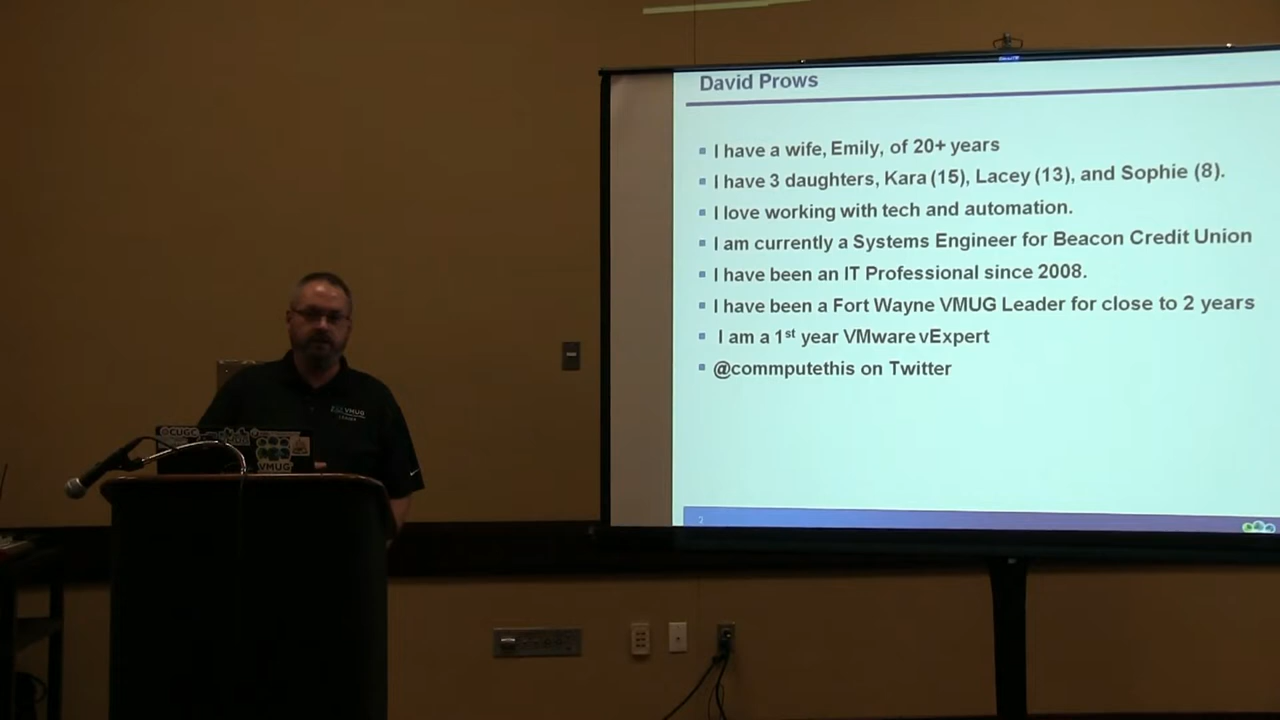 David Prows
I have a wife, Emily, of 20+ years
I have 3 daughters, Kara (15), Lacey (13), and Sophie (8).
I love working with tech and automation.
I am currently a Systems Engineer for Beacon Credit Union
I have been an IT Professional since 2008.
I have been a Fort Wayne VMUG Leader for close to 2 years
I am a 1st year VMware vExpert
@commputethis on Twitter
2
VMUG
@CUGC
VMUG